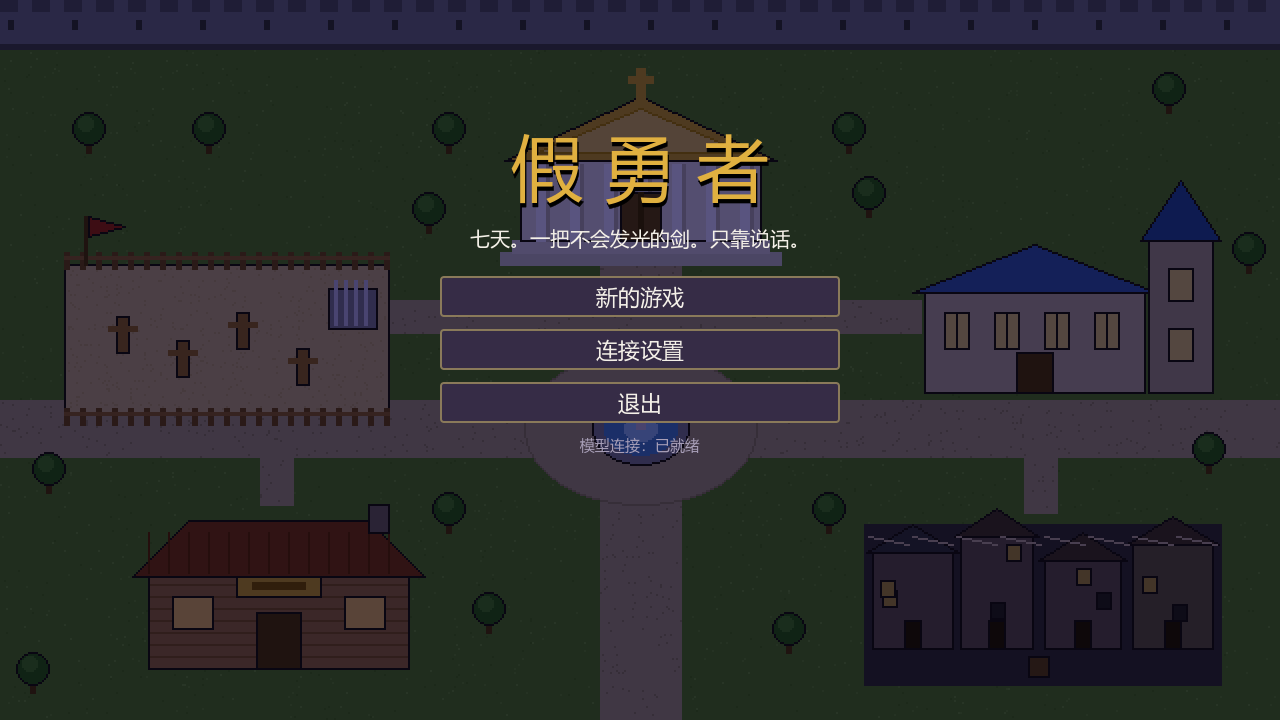 假勇者
七天。一把不会发光的剑。只靠说话。
新的游戏
连接设置
退出
模型连接：已就绪